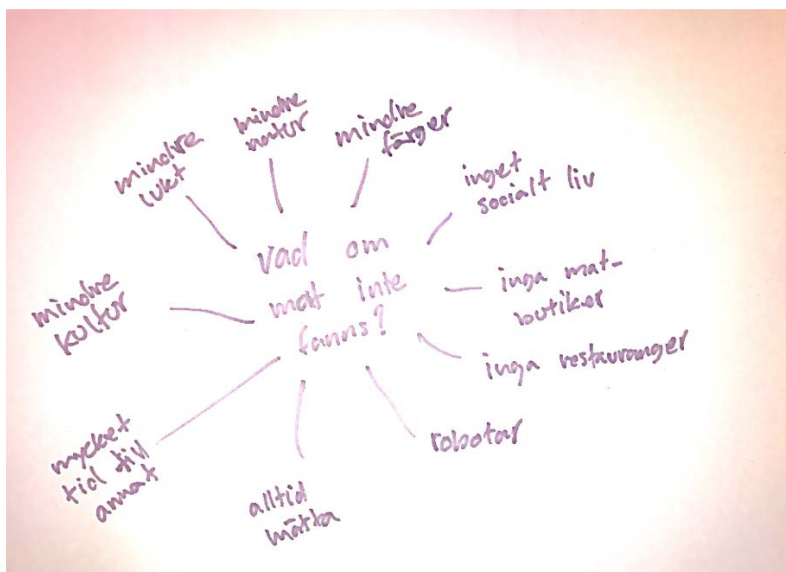 Vad om
mat inte
fanns?
mindre
natur
mindre
färger
inget
socialt liv
inga mat-
butiker
inga restauranger
robotar
alltid
mätta
mycket
tid till
annat
mindre
kultur
mindre
lukt